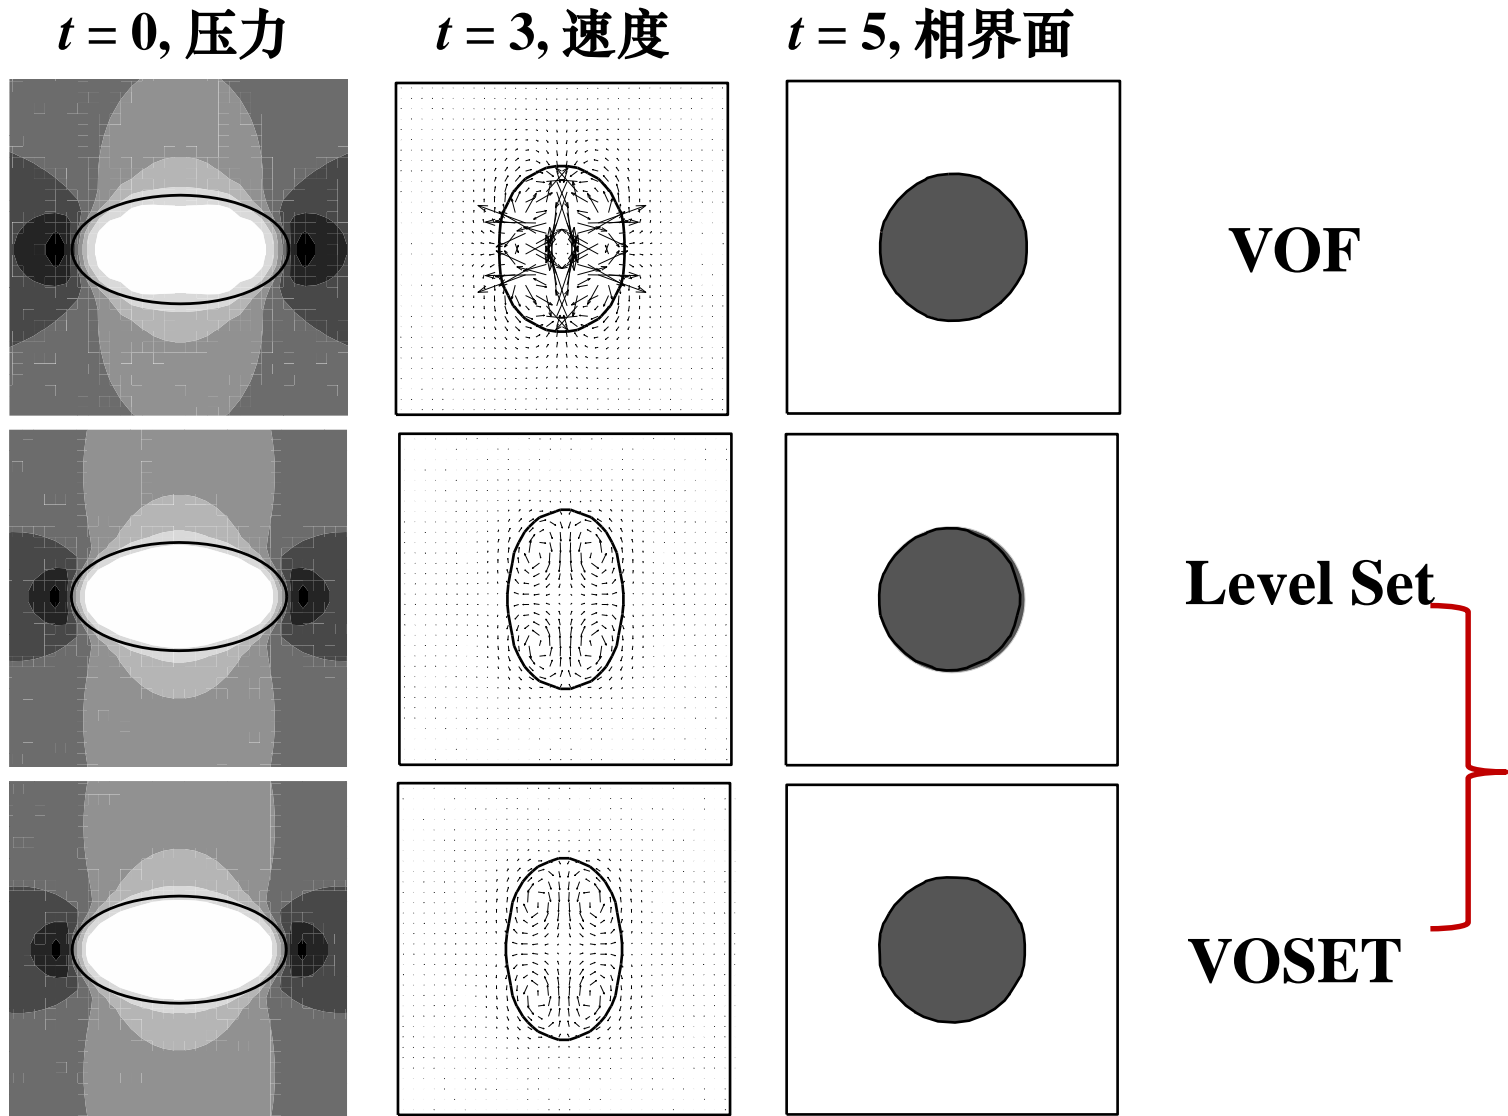 t = 0, 压力
t = 3, 速度
t = 5, 相界面
VOF
Level Set
VOSET